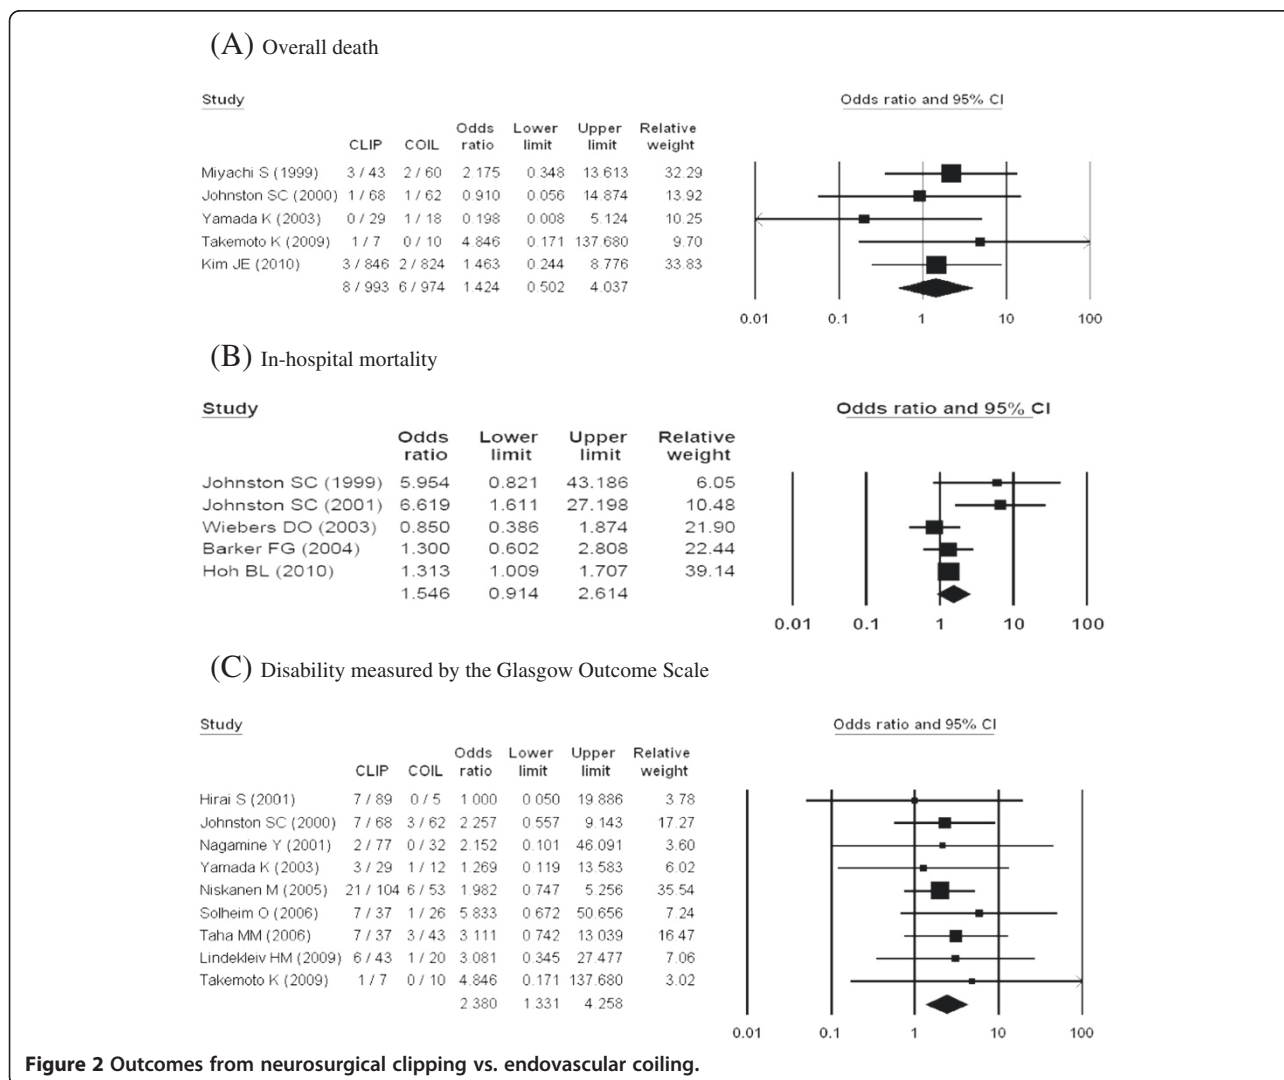 (A) Overall death
Study Odds ratio and 95% CI
Odds Lower Upper Relative
CLIP COIL ratio limit limit weight
Miyachi S (1999) 3 / 43 2 / 60 2.175 0.348 13.613 32.29
Johnston SC (2000) 1 / 68 1 / 62 0.910 0.056 14.874 13.92
Yamada K (2003) 0 / 29 1 / 18 0.198 0.008 5.124 10.25
Takemoto K (2009) 1 / 7 0 / 10 4.846 0.171 137.680 9.70
Kim JE (2010) 3 / 846 2 / 824 1.463 0.244 8.776 33.83
8 / 993 6 / 974 1.424 0.502 4.037
0.01 0.1 1 10 100
(B) In-hospital mortality
Study Odds ratio and 95% CI
Odds Lower Upper Relative
ratio limit limit weight
Johnston SC (1999) 5.954 0.821 43.186 6.05
Johnston SC (2001) 6.619 1.611 27.198 10.48
Wiebers DO (2003) 0.850 0.386 1.874 21.90
Barker FG (2004) 1.300 0.602 2.808 22.44
Hoh BL (2010) 1.313 1.009 1.707 39.14
1.546 0.914 2.614
0.01 0.1 1 10 100
(C) Disability measured by the Glasgow Outcome Scale
Study Odds ratio and 95% CI
Odds Lower Upper Relative
CLIP COIL ratio limit limit weight
Hirai S (2001) 7 / 89 0 / 5 1.000 0.050 19.886 3.78
Johnston SC (2000) 7 / 68 3 / 62 2.257 0.557 9.143 17.27
Nagamine Y (2001) 2 / 77 0 / 32 2.152 0.101 46.091 3.60
Yamada K (2003) 3 / 29 1 / 12 1.269 0.119 13.583 6.02
Niskanen M (2005) 21 / 104 6 / 53 1.982 0.747 5.256 35.54
Solheim O (2006) 7 / 37 1 / 26 5.833 0.672 50.656 7.24
Taha MM (2006) 7 / 37 3 / 43 3.111 0.742 13.039 16.47
Lindekleiv HM (2009) 6 / 43 1 / 20 3.081 0.345 27.477 7.06
Takemoto K (2009) 1 / 7 0 / 10 4.846 0.171 137.680 3.02
2.380 1.331 4.258
0.01 0.1 1 10 100
Figure 2 Outcomes from neurosurgical clipping vs. endovascular coiling.